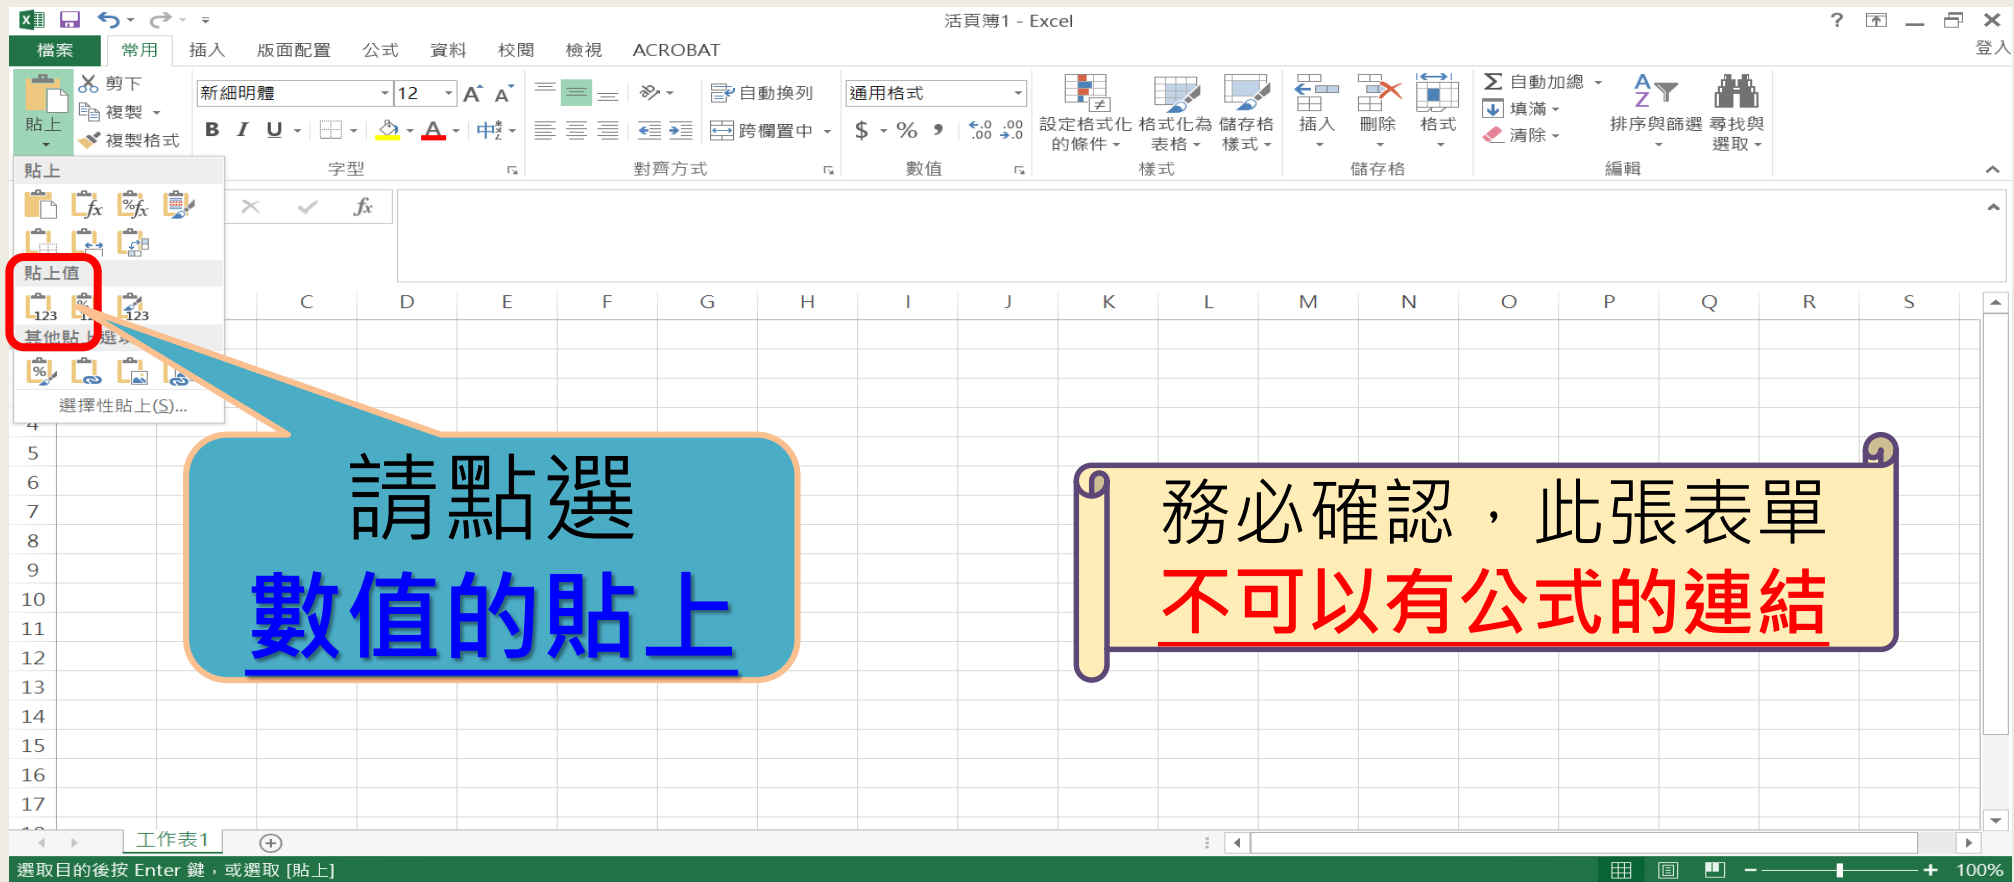 活頁簿1 - Excel
登入
檔案 常用 插入 版面配置 公式 資料 校閱 檢視 ACROBAT
貼上
剪下
複製
複製格式
新細明體 12
B I U
字型
自動換列
跨欄置中
對齊方式
通用格式
$ % ,
數值
設定格式化的條件
格式化為表格
儲存格樣式
樣式
插入 刪除 格式
儲存格
自動加總
填滿
清除
排序與篩選
尋找與選取
編輯
貼上
貼上值
其他貼上選
選擇性貼上(S)...
fx
C D E F G H I J K L M N O P Q R S
4
5
6
7
8
9
10
11
12
13
14
15
16
17
請點選
數值的貼上
務必確認，此張表單
不可以有公式的連結
工作表1
選取目的後按 Enter 鍵，或選取 [貼上]
100%